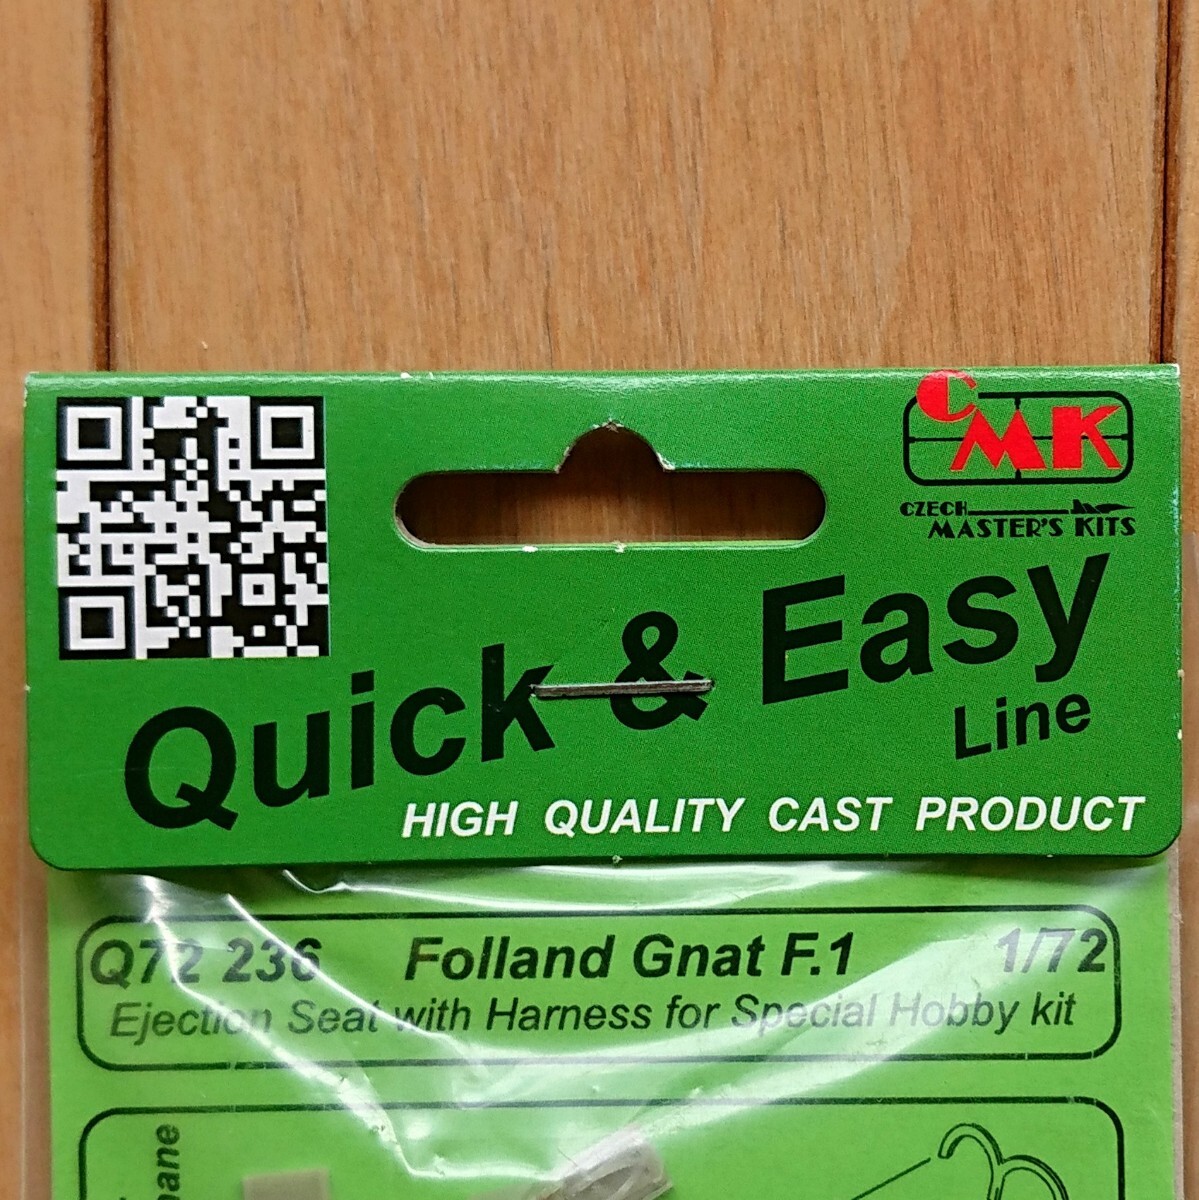 CMK
CZECH
MASTER'S KITS
Quick & Easy
Line
HIGH QUALITY CAST PRODUCT
Q72 236 Folland Gnat F.1 1/72
Ejection Seat with Harness for Special Hobby kit